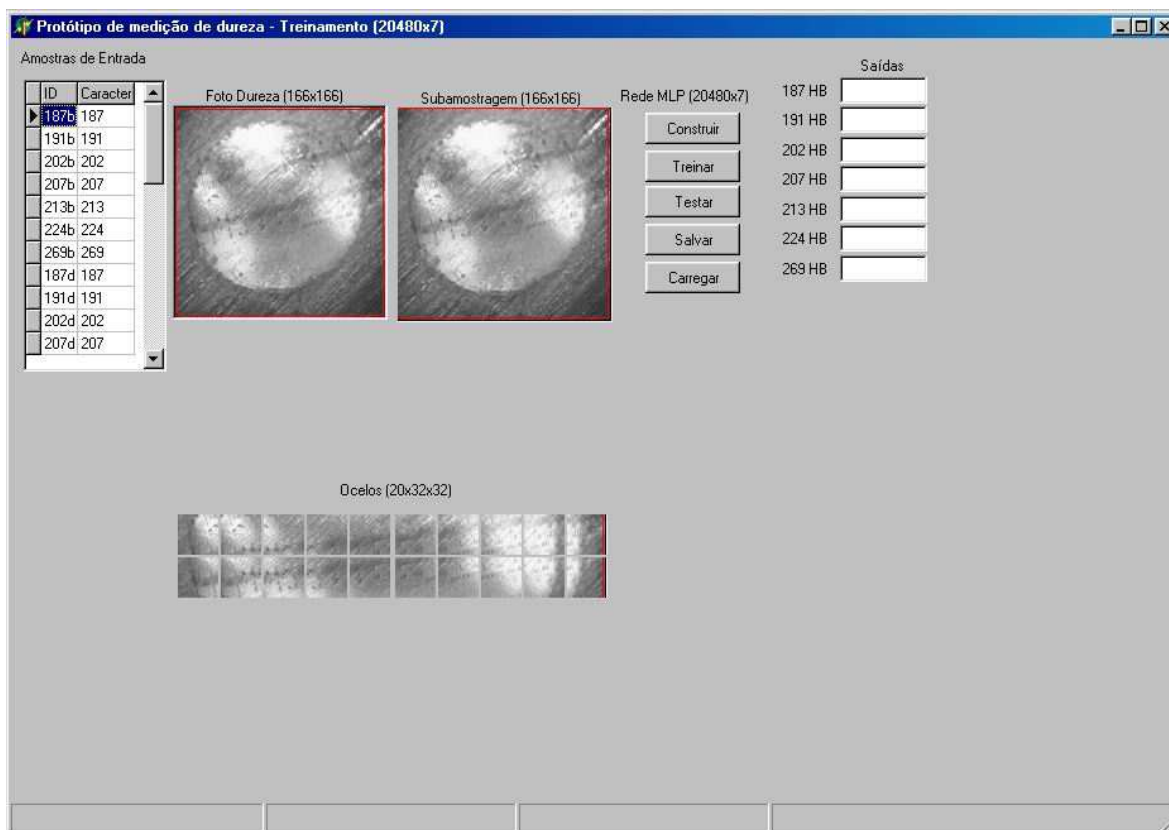 Protótipo de medição de dureza - Treinamento (20480x7)
Amostras de Entrada
ID Caracter
187b 187
191b 191
202b 202
207b 207
213b 213
224b 224
269b 269
187d 187
191d 191
202d 202
207d 207
Foto Dureza (166x166)
Subamostragem (166x166)
Rede MLP (20480x7)
Construir
Treinar
Testar
Salvar
Carregar
Saídas
187 HB
191 HB
202 HB
207 HB
213 HB
224 HB
269 HB
Ocelos (20x32x32)